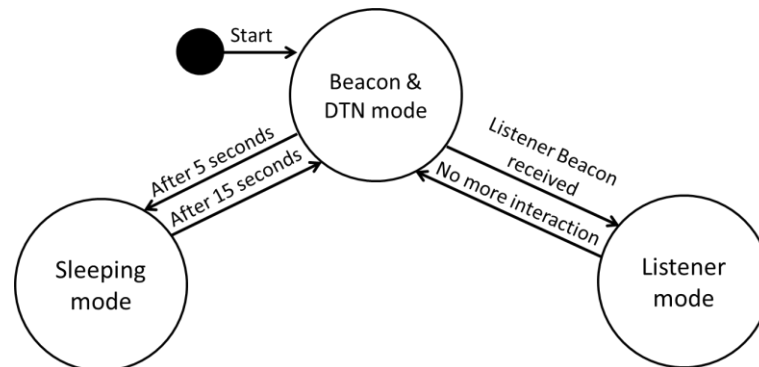 Start
Beacon &
DTN mode
After 5 seconds
After 15 seconds
Listener Beacon
received
No more interaction
Sleeping
mode
Listener
mode